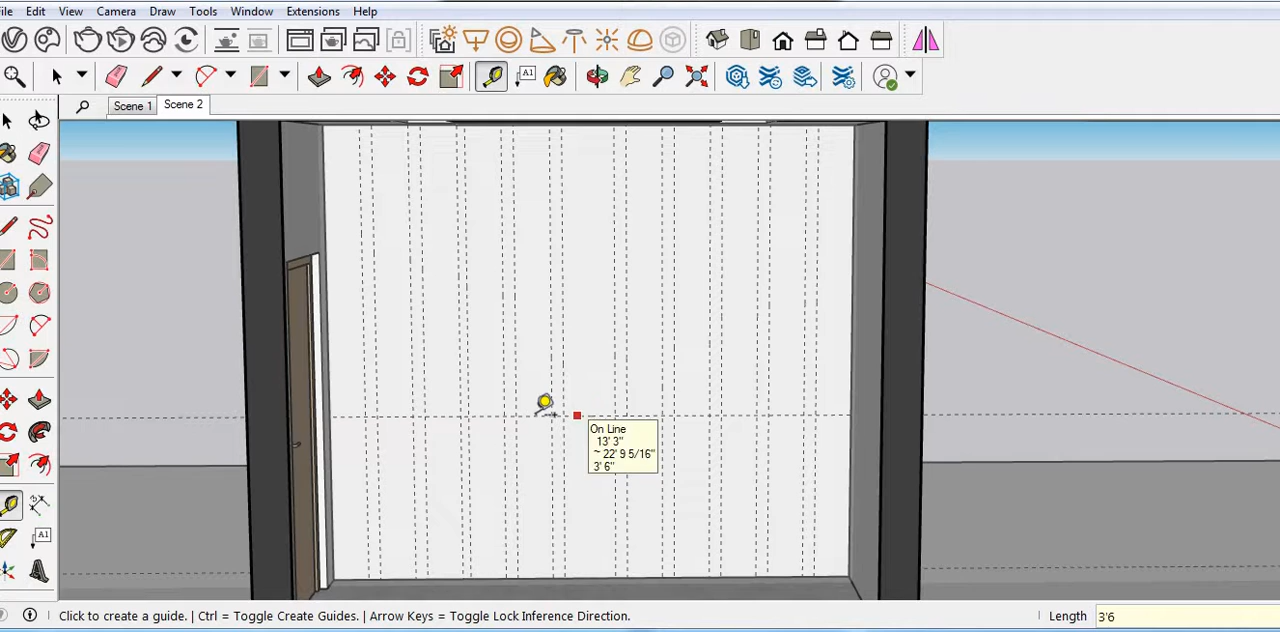 File Edit View Camera Draw Tools Window Extensions Help
A1
Scene 1 Scene 2
On Line
13' 3"
~ 22' 9 5/16"
3' 6"
A1
Click to create a guide. | Ctrl = Toggle Create Guides. | Arrow Keys = Toggle Lock Inference Direction. Length 3'6